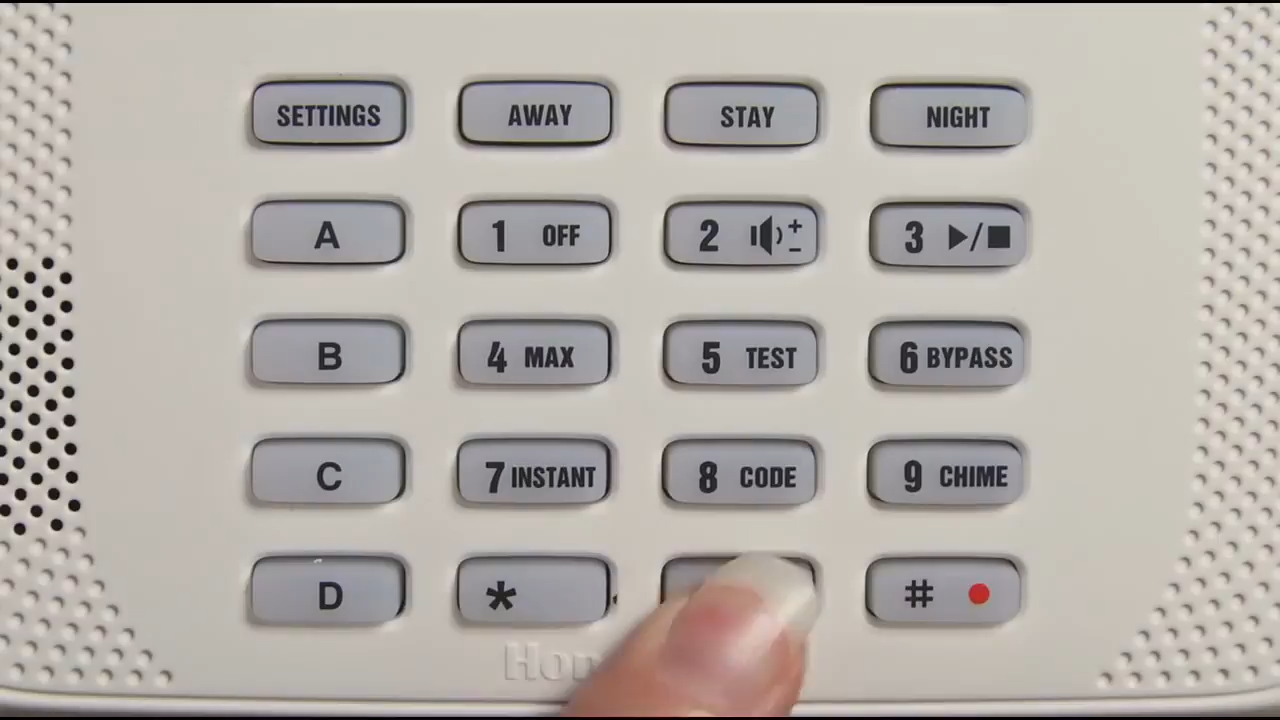 SETTINGS AWAY STAY NIGHT
A 1 OFF 2 + - 3 ▶/■
B 4 MAX 5 TEST 6 BYPASS
C 7 INSTANT 8 CODE 9 CHIME
D * #